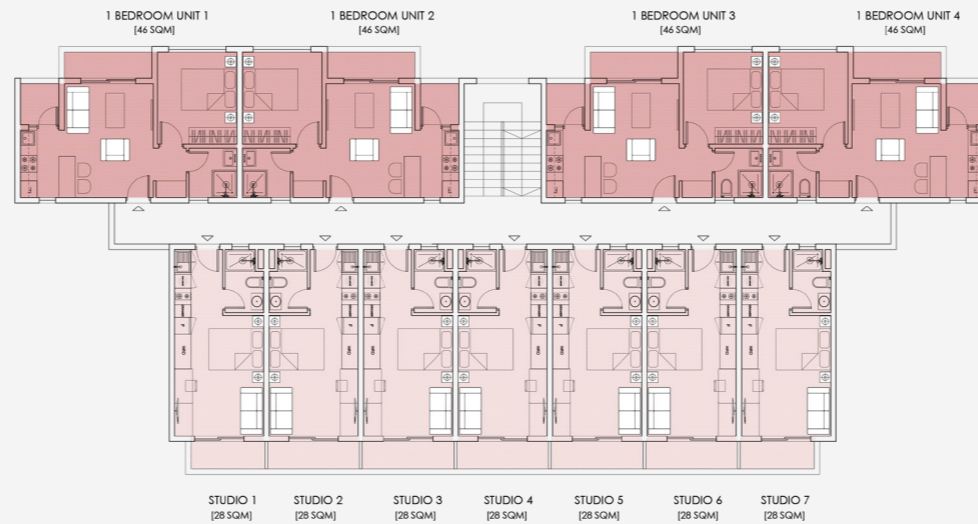 1 BEDROOM UNIT 1
[46 SQM]
1 BEDROOM UNIT 2
[46 SQM]
1 BEDROOM UNIT 3
[46 SQM]
1 BEDROOM UNIT 4
[46 SQM]
STUDIO 1
[28 SQM]
STUDIO 2
[28 SQM]
STUDIO 3
[28 SQM]
STUDIO 4
[28 SQM]
STUDIO 5
[28 SQM]
STUDIO 6
[28 SQM]
STUDIO 7
[28 SQM]